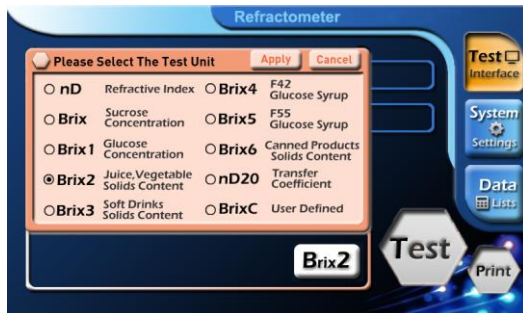 Refractometer
Please Select The Test Unit
Apply
Cancel
nD Refractive Index
Brix Sucrose
Concentration
Brix1 Glucose
Concentration
Brix2 Juice,Vegetable
Solids Content
Brix3 Soft Drinks
Solids Content
Brix4 F42
Glucose Syrup
Brix5 F55
Glucose Syrup
Brix6 Canned Products
Solids Content
nD20 Transfer
Coefficient
BrixC User Defined
Brix2
Test
Print
Test
Interface
System
Settings
Data
Lists